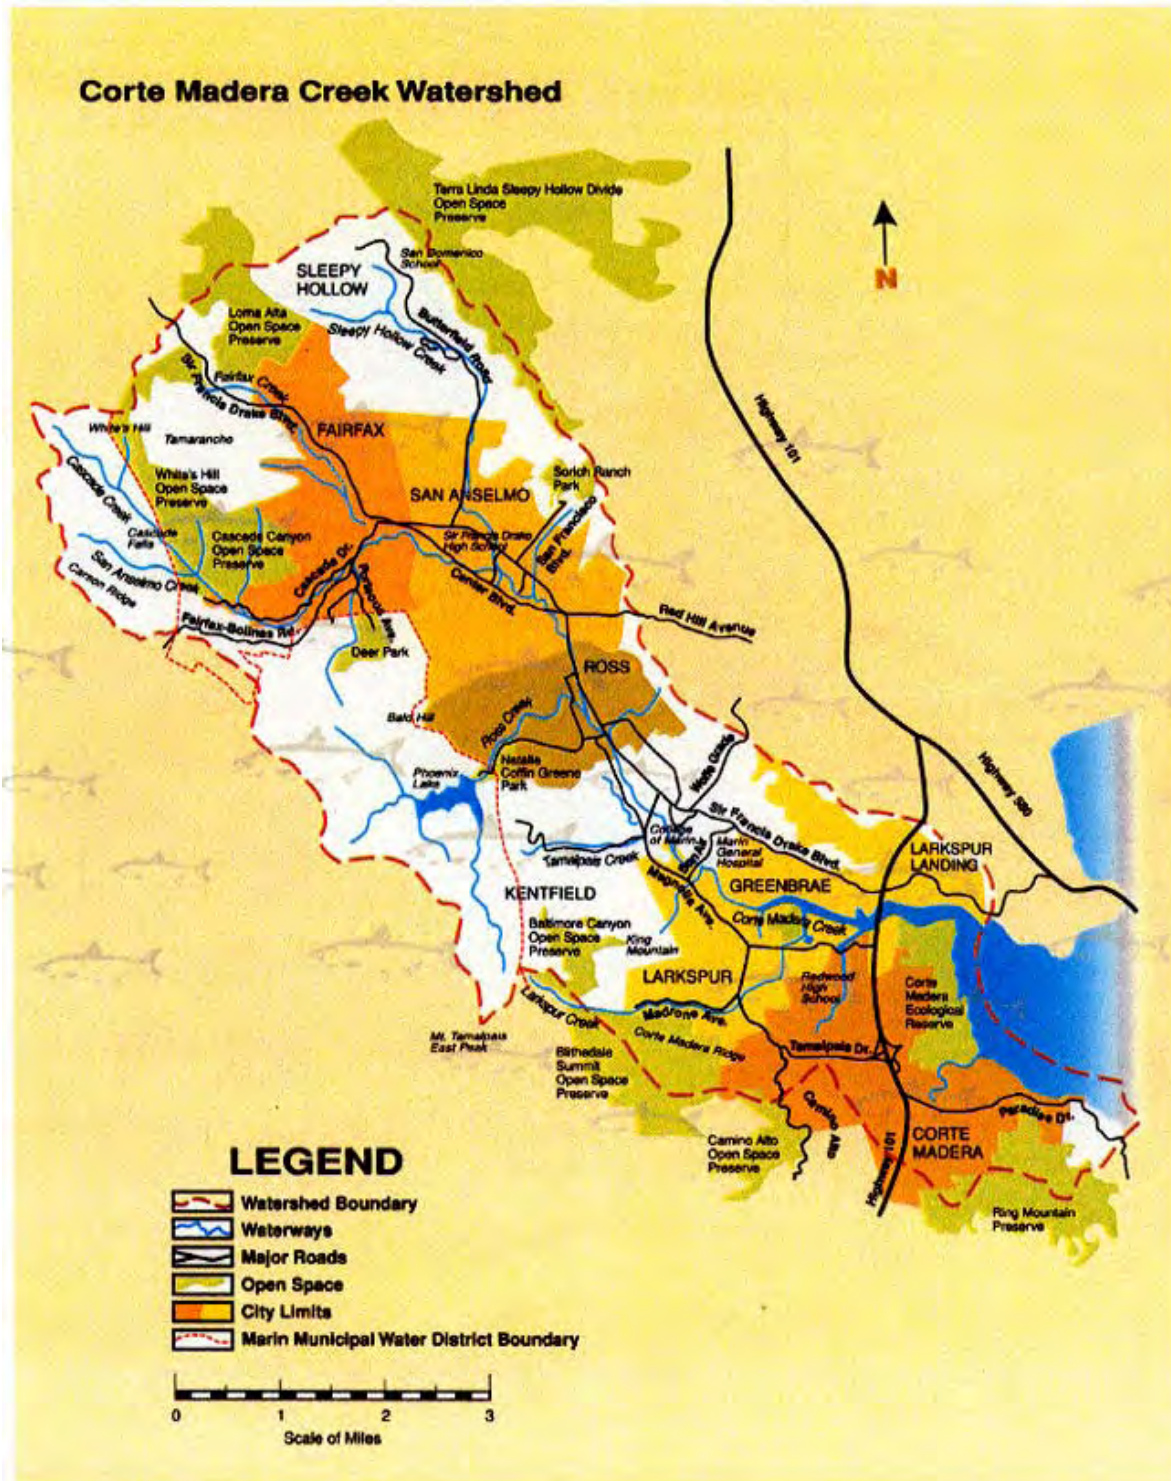 Corte Madera Creek Watershed
Terra Linda Sleepy Hollow Divide
Open Space
Preserve
N
San Domenico
School
SLEEPY
HOLLOW
Loma Alta
Open Space
Preserve
Butterfield Road
Sleepy Hollow Creek
Fairfax Creek
Sir Francis Drake Blvd.
FAIRFAX
Highway 101
White's Hill
Tamarancho
Cascade Creek
White's Hill
Open Space
Preserve
SAN ANSELMO
Sorich Ranch
Park
Cascade
Falls
Cascade Canyon
Open Space
Preserve
Sir Francis Drake
High School
San Francisco
Blvd.
San Anselmo Creek
Carson Ridge
Cascade Dr.
Center Blvd.
Red Hill Avenue
Fairfax-Bolinas Rd
Porteous Ave.
Deer Park
ROSS
Bald Hill
Ross Creek
Phoenix
Lake
Natalie
Coffin Greene
Park
Wolfe Grade
Highway 580
Sir Francis Drake Blvd.
College
of Marin
Marin
General
Hospital
LARKSPUR
LANDING
Tamalpais Creek
KENTFIELD
Magnolia Ave.
GREENBRAE
Corte Madera Creek
Baltimore Canyon
Open Space
Preserve
King
Mountain
LARKSPUR
Redwood
High
School
Corte
Madera
Ecological
Reserve
Larkspur Creek
Madrone Ave.
Mt. Tamalpais
East Peak
Corte Madera Ridge
Tamalpais Dr.
Blithedale
Summit
Open Space
Preserve
Camino Alto
Paradise Dr.
Camino Alto
Open Space
Preserve
Highway 101
CORTE
MADERA
Ring Mountain
Preserve
LEGEND
Watershed Boundary
Waterways
Major Roads
Open Space
City Limits
Marin Municipal Water District Boundary
0 1 2 3
Scale of Miles